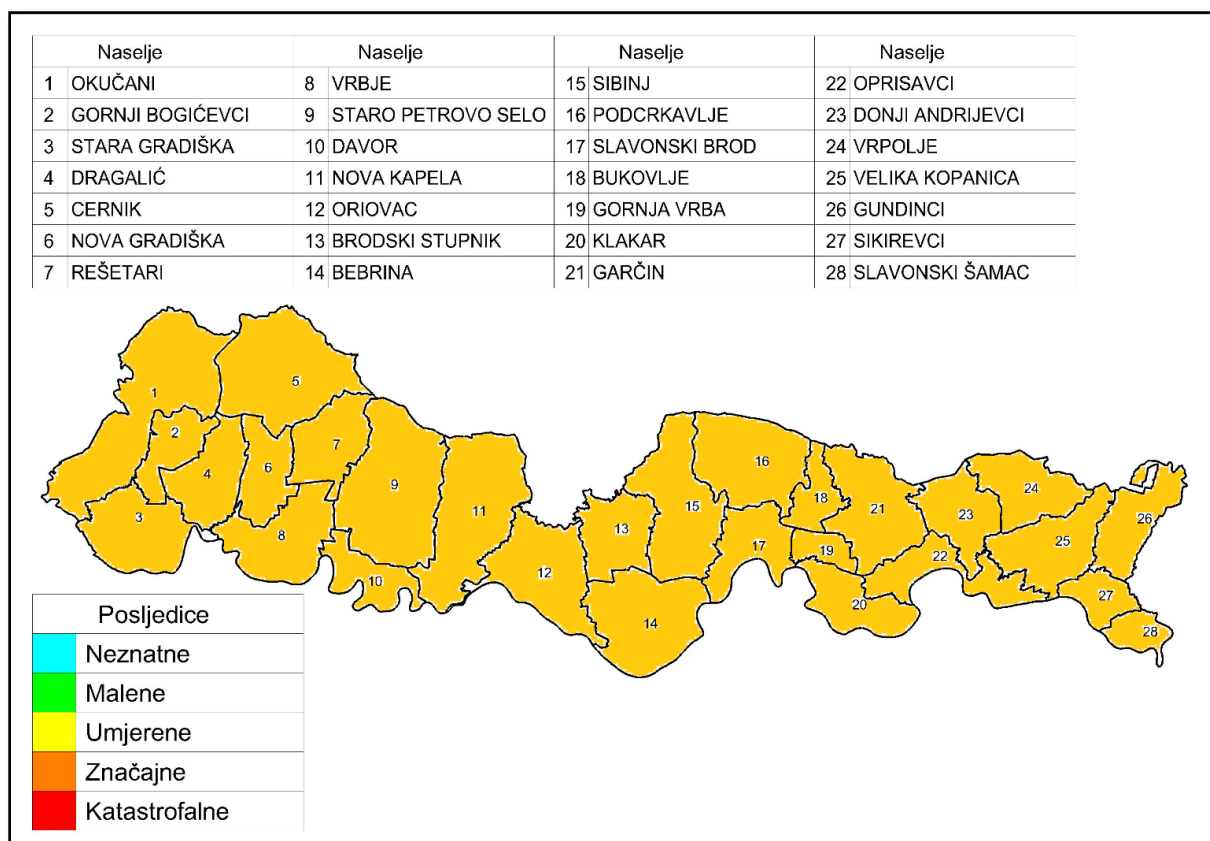 Naselje Naselje Naselje Naselje
1 OKUČANI 8 VRBJE 15 SIBINJ 22 OPRISAVCI
2 GORNJI BOGIĆEVCI 9 STARO PETROVO SELO 16 PODCRKAVLJE 23 DONJI ANDRIJEVCI
3 STARA GRADIŠKA 10 DAVOR 17 SLAVONSKI BROD 24 VRPOLJE
4 DRAGALIĆ 11 NOVA KAPELA 18 BUKOVLJE 25 VELIKA KOPANICA
5 CERNIK 12 ORIOVAC 19 GORNJA VRBA 26 GUNDINCI
6 NOVA GRADIŠKA 13 BRODSKI STUPNIK 20 KLAKAR 27 SIKIREVCI
7 REŠETARI 14 BEBRINA 21 GARČIN 28 SLAVONSKI ŠAMAC
1
5
2
7
4
6
3
8
9
10
11
12
13
14
15
16
17
18
19
20
21
22
23
24
25
26
27
28
Posljedice
Neznatne
Malene
Umjerene
Značajne
Katastrofalne